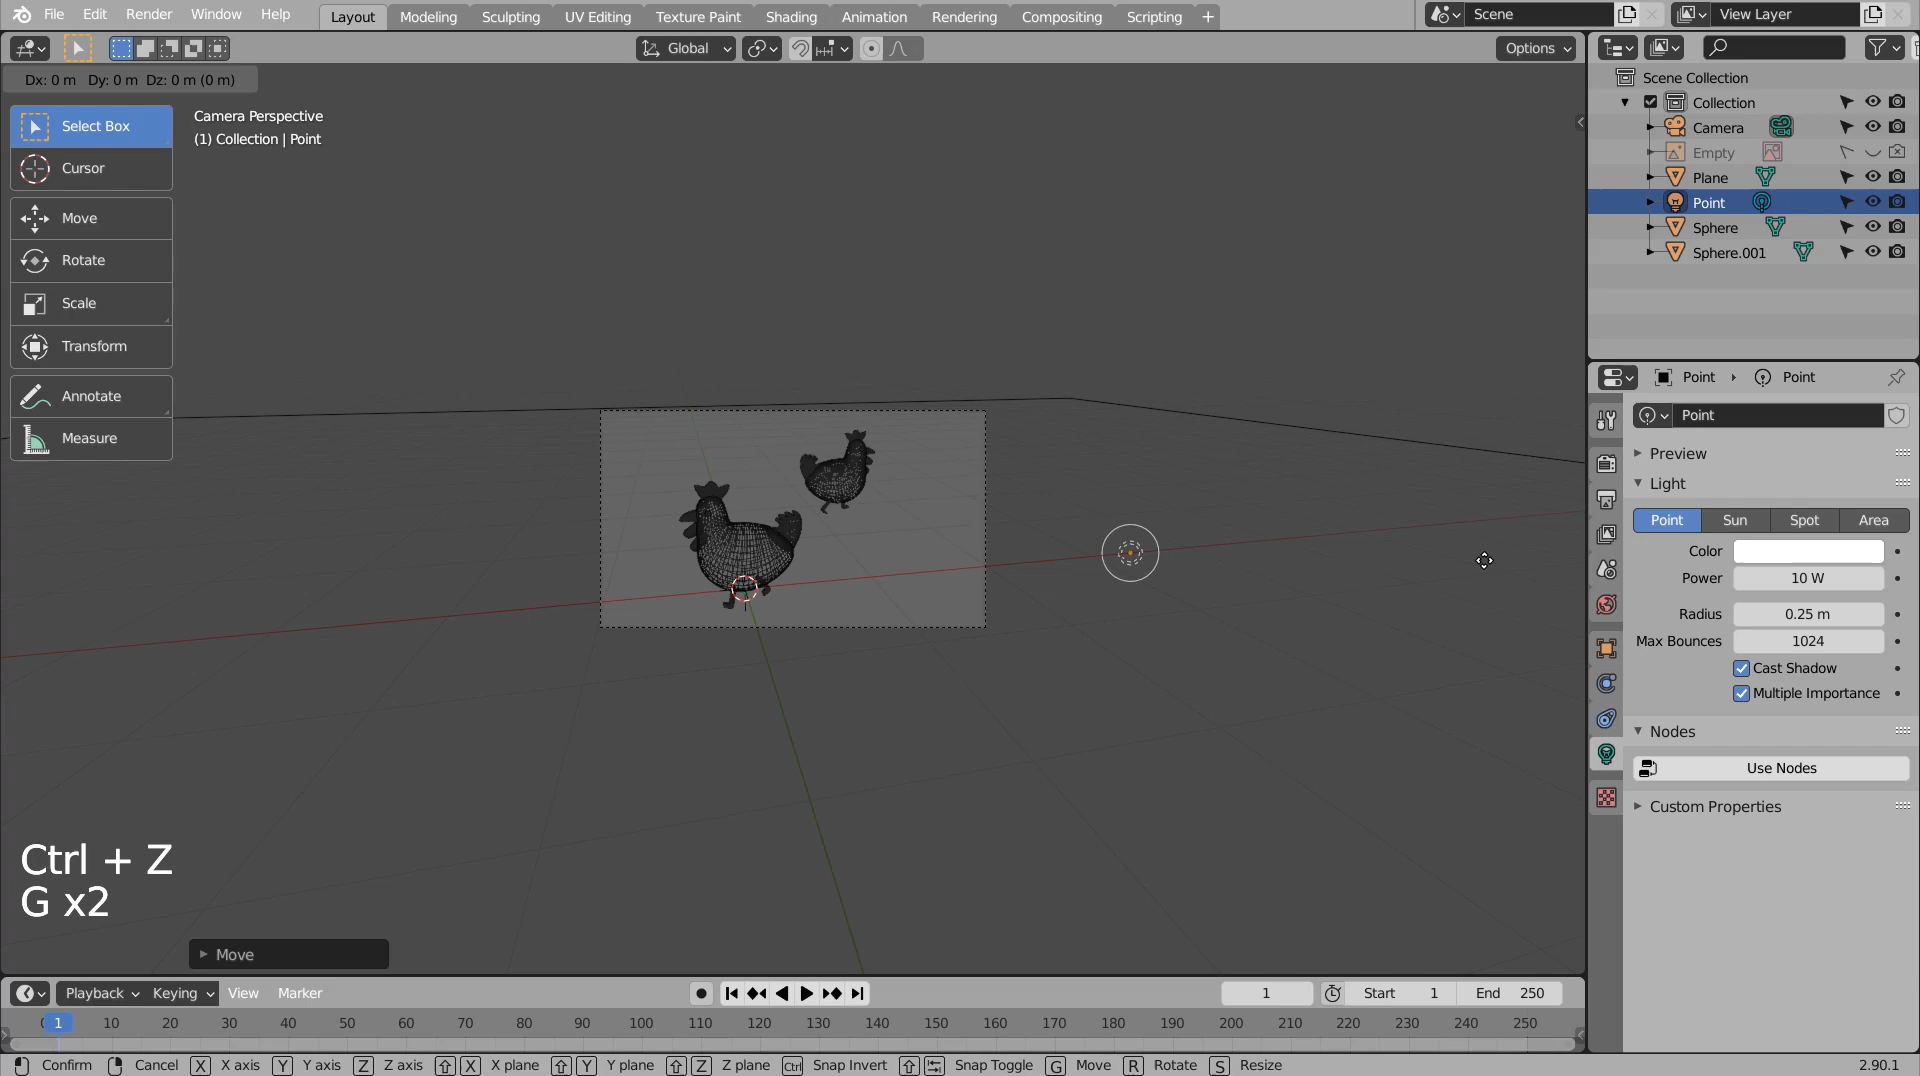 File Edit Render Window Help Layout Modeling Sculpting UV Editing Texture Paint Shading Animation Rendering Compositing Scripting + Scene View Layer
Global Options
Dx: 0 m Dy: 0 m Dz: 0 m (0 m)
Camera Perspective
(1) Collection | Point
Select Box
Cursor
Move
Rotate
Scale
Transform
Annotate
Measure
Ctrl + Z
G x2
Move
Scene Collection
Collection
Camera
Empty
Plane
Point
Sphere
Sphere.001
Point Point
Point
Preview
Light
Point Sun Spot Area
Color
Power 10 W
Radius 0.25 m
Max Bounces 1024
Cast Shadow
Multiple Importance
Nodes
Use Nodes
Custom Properties
Playback Keying View Marker 1 Start 1 End 250
0 1 10 20 30 40 50 60 70 80 90 100 110 120 130 140 150 160 170 180 190 200 210 220 230 240 250
Confirm Cancel X X axis Y Y axis Z Z axis X X plane Y Y plane Z Z plane Ctrl Snap Invert Snap Toggle G Move R Rotate S Resize 2.90.1